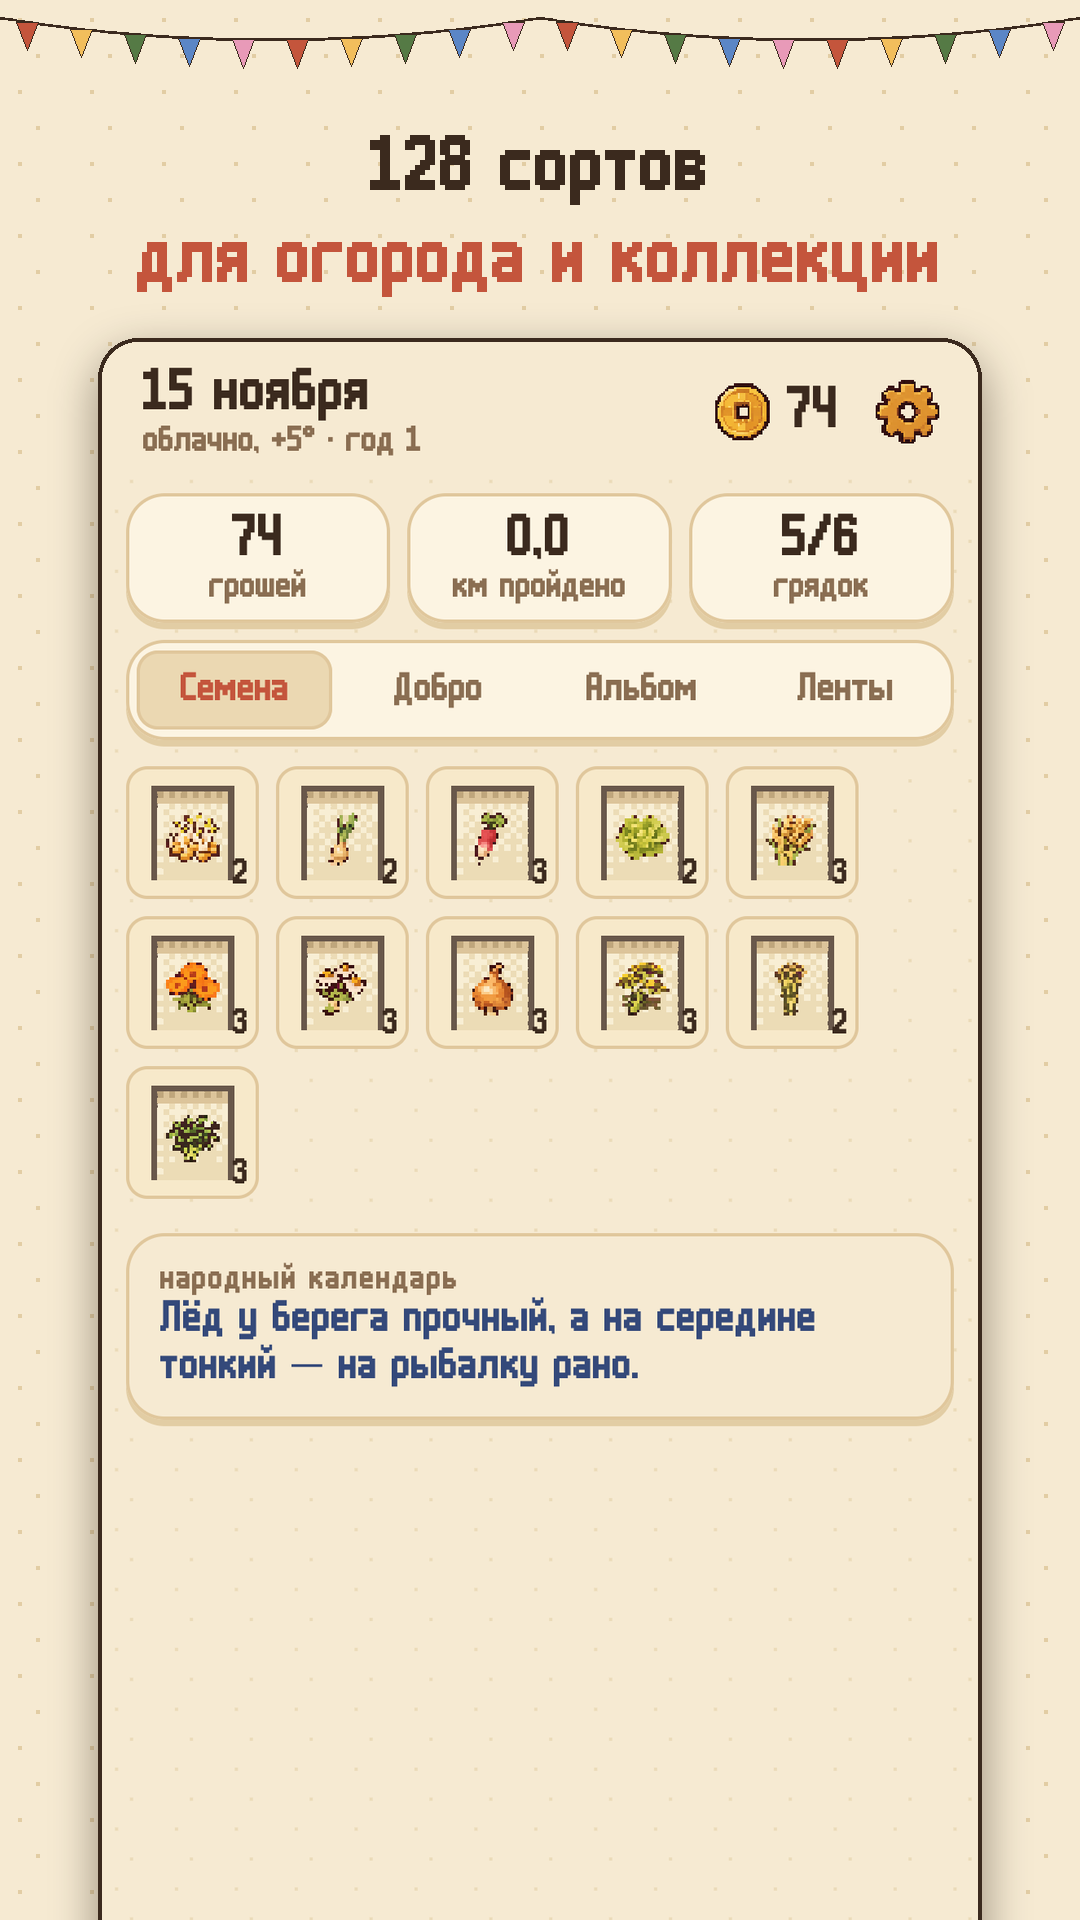 128 сортов
для огорода и коллекции
15 ноября
облачно, +5° · год 1
74
74
грошей
0,0
км пройдено
5/6
грядок
Семена
Добро
Альбом
Ленты
2
2
3
2
3
3
3
3
3
2
3
народный календарь
Лёд у берега прочный, а на середине
тонкий — на рыбалку рано.